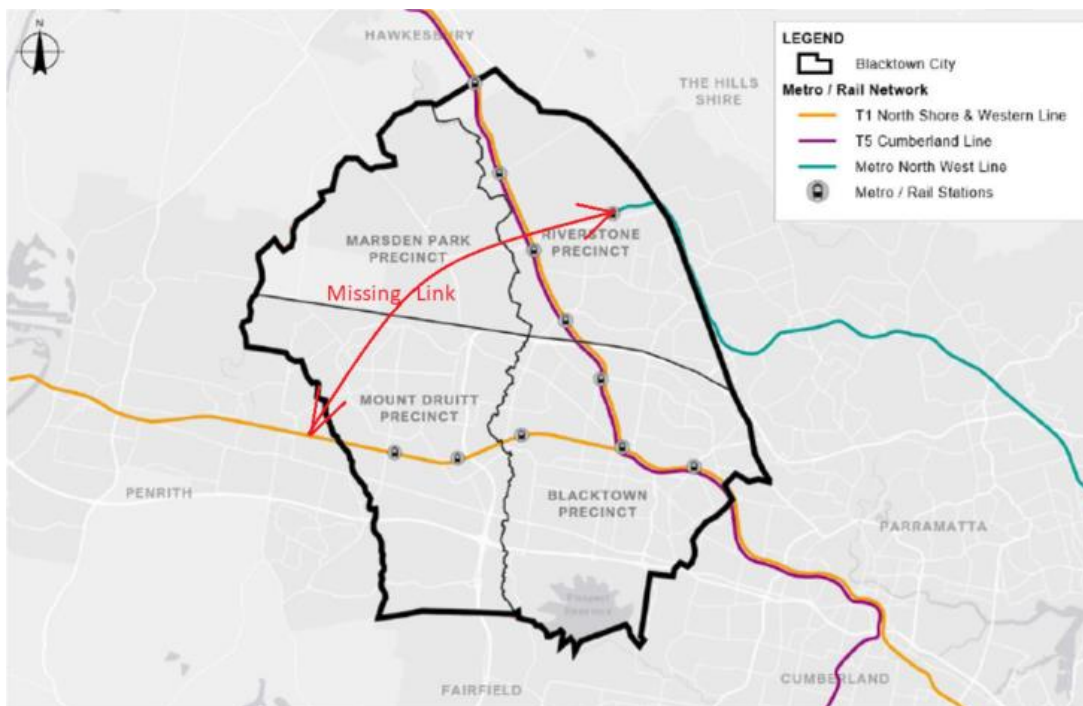 N
HAWKESBURY
THE HILLS
SHIRE
LEGEND
Blacktown City
Metro / Rail Network
T1 North Shore & Western Line
T5 Cumberland Line
Metro North West Line
Metro / Rail Stations
MARSDEN PARK
PRECINCT
RIVERSTONE
PRECINCT
Missing Link
MOUNT DRUITT
PRECINCT
PENRITH
BLACKTOWN
PRECINCT
PARRAMATTA
FAIRFIELD
CUMBERLAND